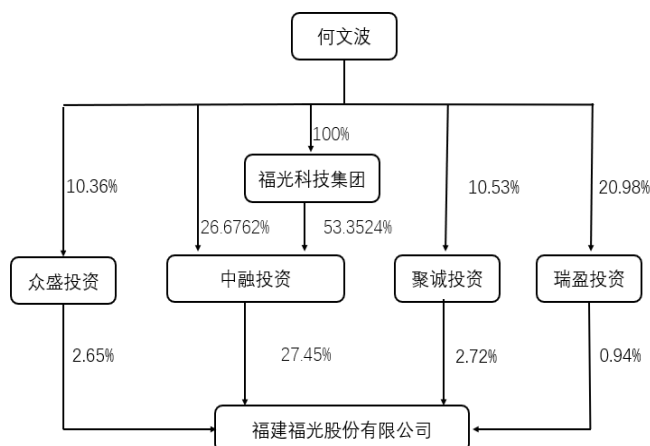 何文波
100%
福光科技集团
10.36%
10.53%
20.98%
26.6762%
53.3524%
众盛投资
中融投资
聚诚投资
瑞盈投资
2.65%
27.45%
2.72%
0.94%
福建福光股份有限公司